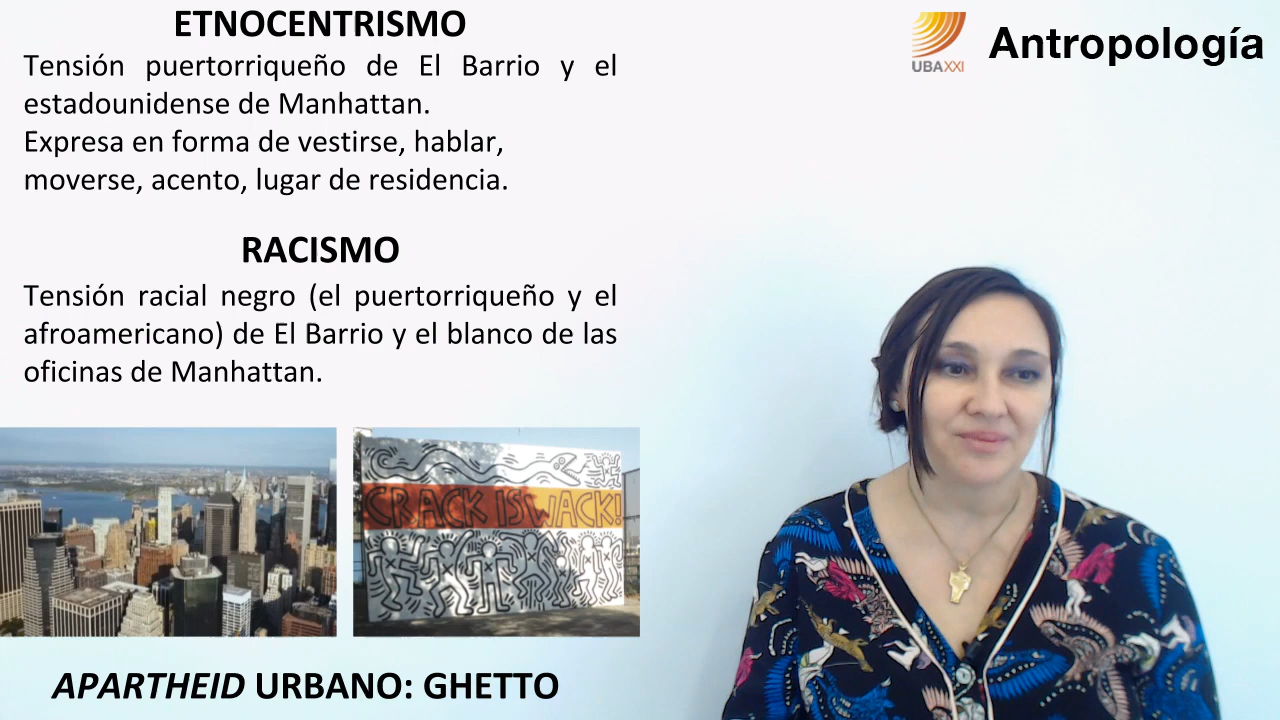 ETNOCENTRISMO
Tensión puertorriqueño de El Barrio y el
estadounidense de Manhattan.
Expresa en forma de vestirse, hablar,
moverse, acento, lugar de residencia.
RACISMO
Tensión racial negro (el puertorriqueño y el
afroamericano) de El Barrio y el blanco de las
oficinas de Manhattan.
CRACK IS WACK!
APARTHEID URBANO: GHETTO
UBAXXI
Antropología